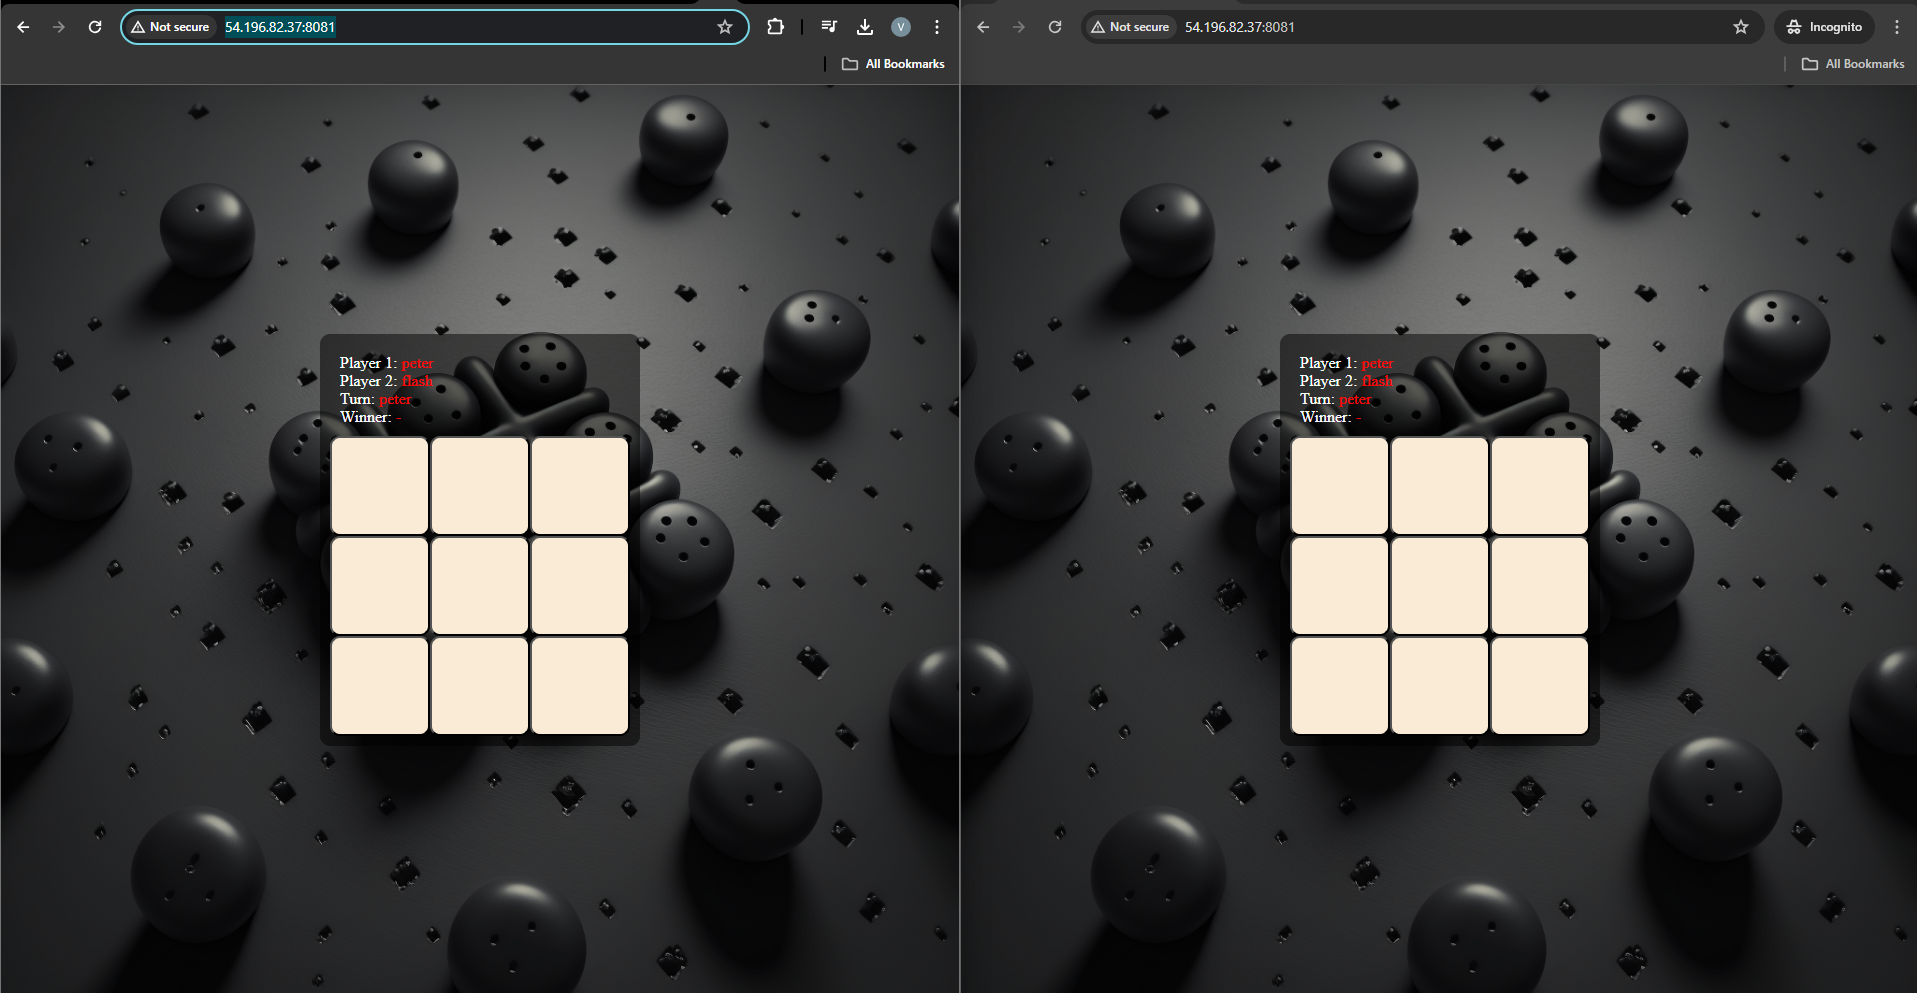 Not secure 54.196.82.37:8081
V
All Bookmarks
Player 1: peter
Player 2: flash
Turn: peter
Winner: -
Not secure 54.196.82.37:8081
Incognito
All Bookmarks
Player 1: peter
Player 2: flash
Turn: peter
Winner: -